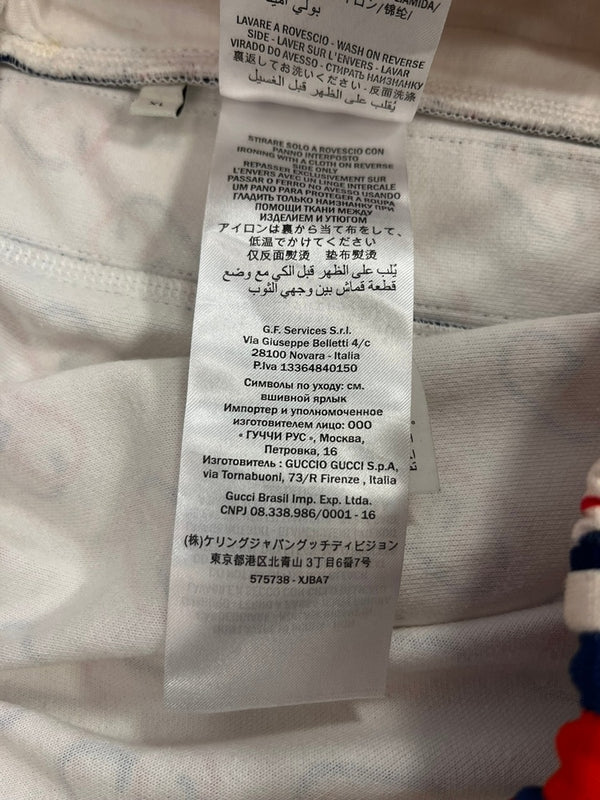 بولي أميد
LAVARE A ROVESCIO - WASH ON REVERSE
SIDE - LAVER SUR L'ENVERS - LAVAR
VIRADO DO AVESSO - СТИРАТЬ НАИЗНАНКУ
裏返してお洗いください - 反面洗涤
يُقلب على الظهر قبل الغسيل
XL
STIRARE SOLO A ROVESCIO CON
PANNO INTERPOSTO
IRONING WITH A CLOTH ON REVERSE
SIDE ONLY
REPASSER EXCLUSIVEMENT SUR
L'ENVERS AVEC UN LINGE INTERCALE
PASSAR O FERRO NO AVESSO USANDO
UM PANO PARA PROTEGER A ROUPA
ГЛАДИТЬ ТОЛЬКО НАИЗНАНКУ ПРИ
ПОМОЩИ ТКАНИ МЕЖДУ
ИЗДЕЛИЕМ И УТЮГОМ
アイロンは裏から当て布をして、
低温でかけてください
仅反面熨烫 垫布熨烫
يُلب على الظهر قبل الكي مع وضع
قطعة قماش بين وجهي الثوب
G.F. Services S.r.l.
Via Giuseppe Belletti 4/c
28100 Novara - Italia
P.Iva 13364840150
Символы по уходу: см.
вшивной ярлык
Импортер и уполномоченное
изготовителем лицо: ООО
« ГУЧЧИ РУС », Москва,
Петровка, 16
Изготовитель : GUCCIO GUCCI S.p.A,
via Tornabuoni, 73/R Firenze , Italia
Gucci Brasil Imp. Exp. Ltda.
CNPJ 08.338.986/0001 - 16
(株)ケリングジャパングッチディビジョン
東京都港区北青山 3丁目6番7号
575738 - XJBA7